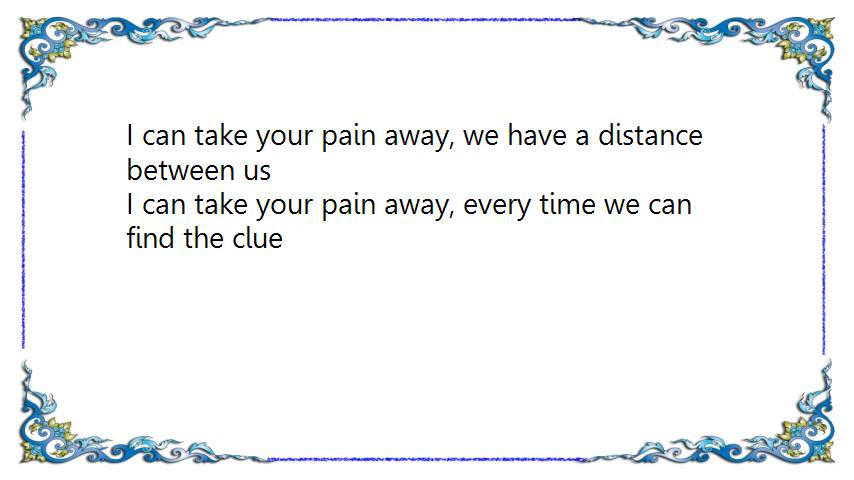 I can take your pain away, we have a distance
between us
I can take your pain away, every time we can
find the clue